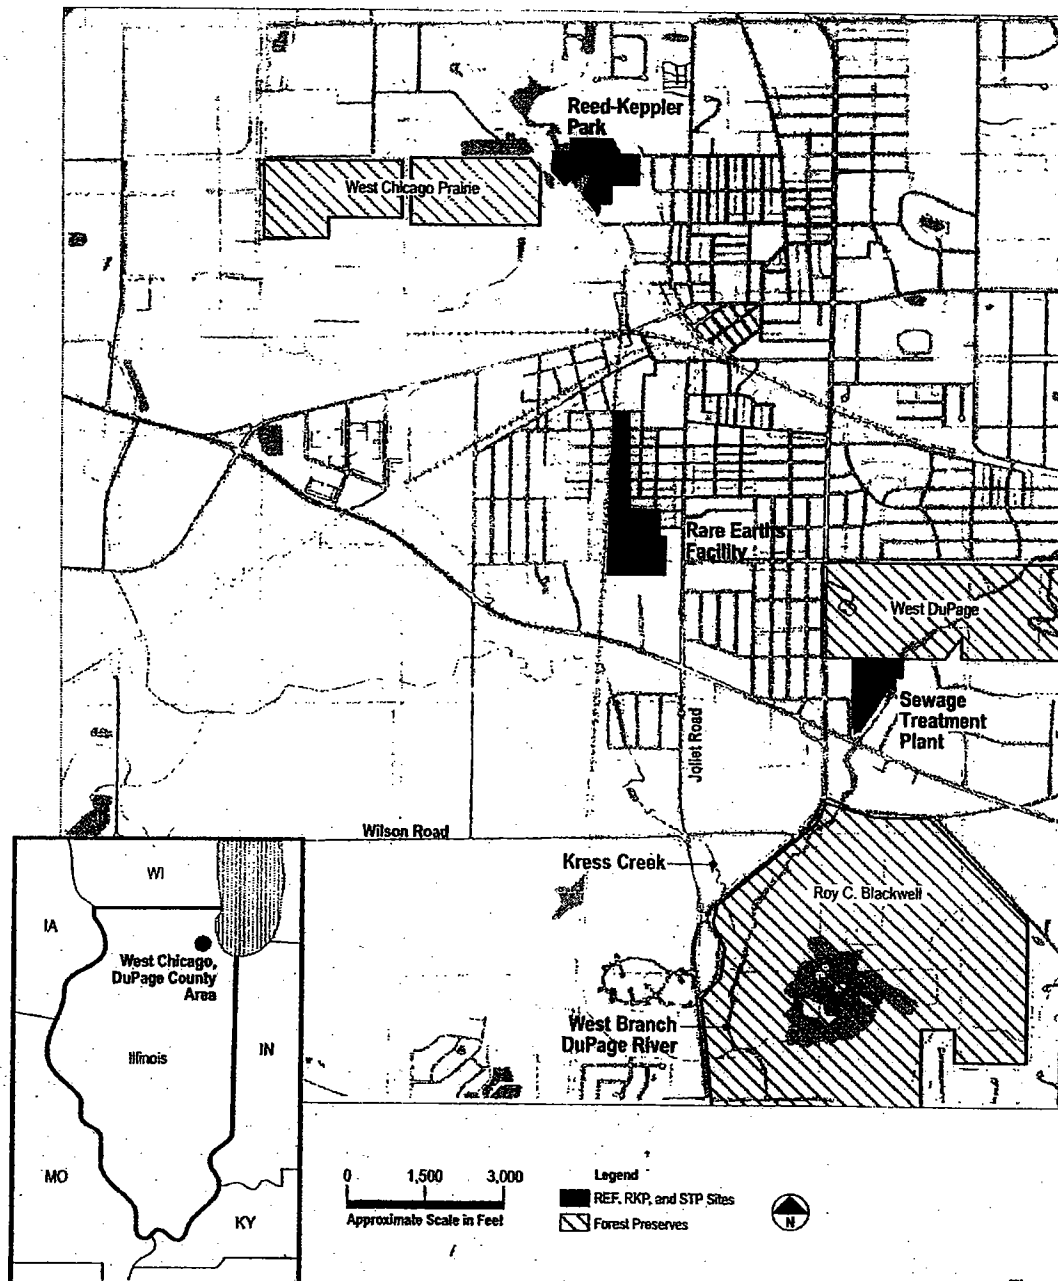 Reed-Keppler
Park
West Chicago Prairie
Rare Earths
Facility
West DuPage
Sewage
Treatment
Plant
Joliet Road
Wilson Road
Kress Creek
Roy C. Blackwell
West Branch
DuPage River
WI
IA
West Chicago,
DuPage County
Area
Illinois
IN
MO
KY
0 1,500 3,000
Approximate Scale in Feet
Legend
REF, RKP, and STP Sites
Forest Preserves
N